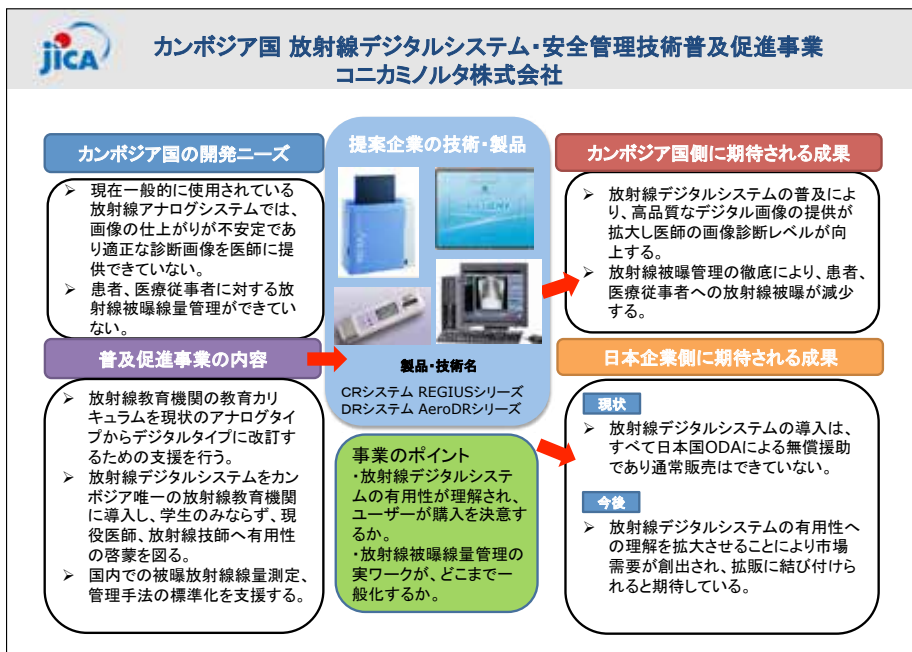 jICA
カンボジア国 放射線デジタルシステム・安全管理技術普及促進事業
コニカミノルタ株式会社
カンボジア国の開発ニーズ
➢ 現在一般的に使用されている
放射線アナログシステムでは、
画像の仕上がりが不安定であ
り適正な診断画像を医師に提
供できていない。
➢ 患者、医療従事者に対する放
射線被曝線量管理ができてい
ない。
普及促進事業の内容
➢ 放射線教育機関の教育カリ
キュラムを現状のアナログタイ
プからデジタルタイプに改訂す
るための支援を行う。
➢ 放射線デジタルシステムをカン
ボジア唯一の放射線教育機関
に導入し、学生のみならず、現
役医師、放射線技師へ有用性
の啓蒙を図る。
➢ 国内での被曝放射線線量測定、
管理手法の標準化を支援する。
提案企業の技術・製品
製品・技術名
CRシステム REGIUSシリーズ
DRシステム AeroDRシリーズ
事業のポイント
・放射線デジタルシステ
ムの有用性が理解され、
ユーザーが購入を決意す
るか。
・放射線被曝線量管理の
実ワークが、どこまで一
般化するか。
カンボジア国側に期待される成果
➢ 放射線デジタルシステムの普及によ
り、高品質なデジタル画像の提供が
拡大し医師の画像診断レベルが向
上する。
➢ 放射線被曝管理の徹底により、患者、
医療従事者への放射線被曝が減少
する。
日本企業側に期待される成果
現状
➢ 放射線デジタルシステムの導入は、
すべて日本国ODAによる無償援助
であり通常販売はできていない。
今後
➢ 放射線デジタルシステムの有用性へ
の理解を拡大させることにより市場
需要が創出され、拡販に結び付けら
れると期待している。